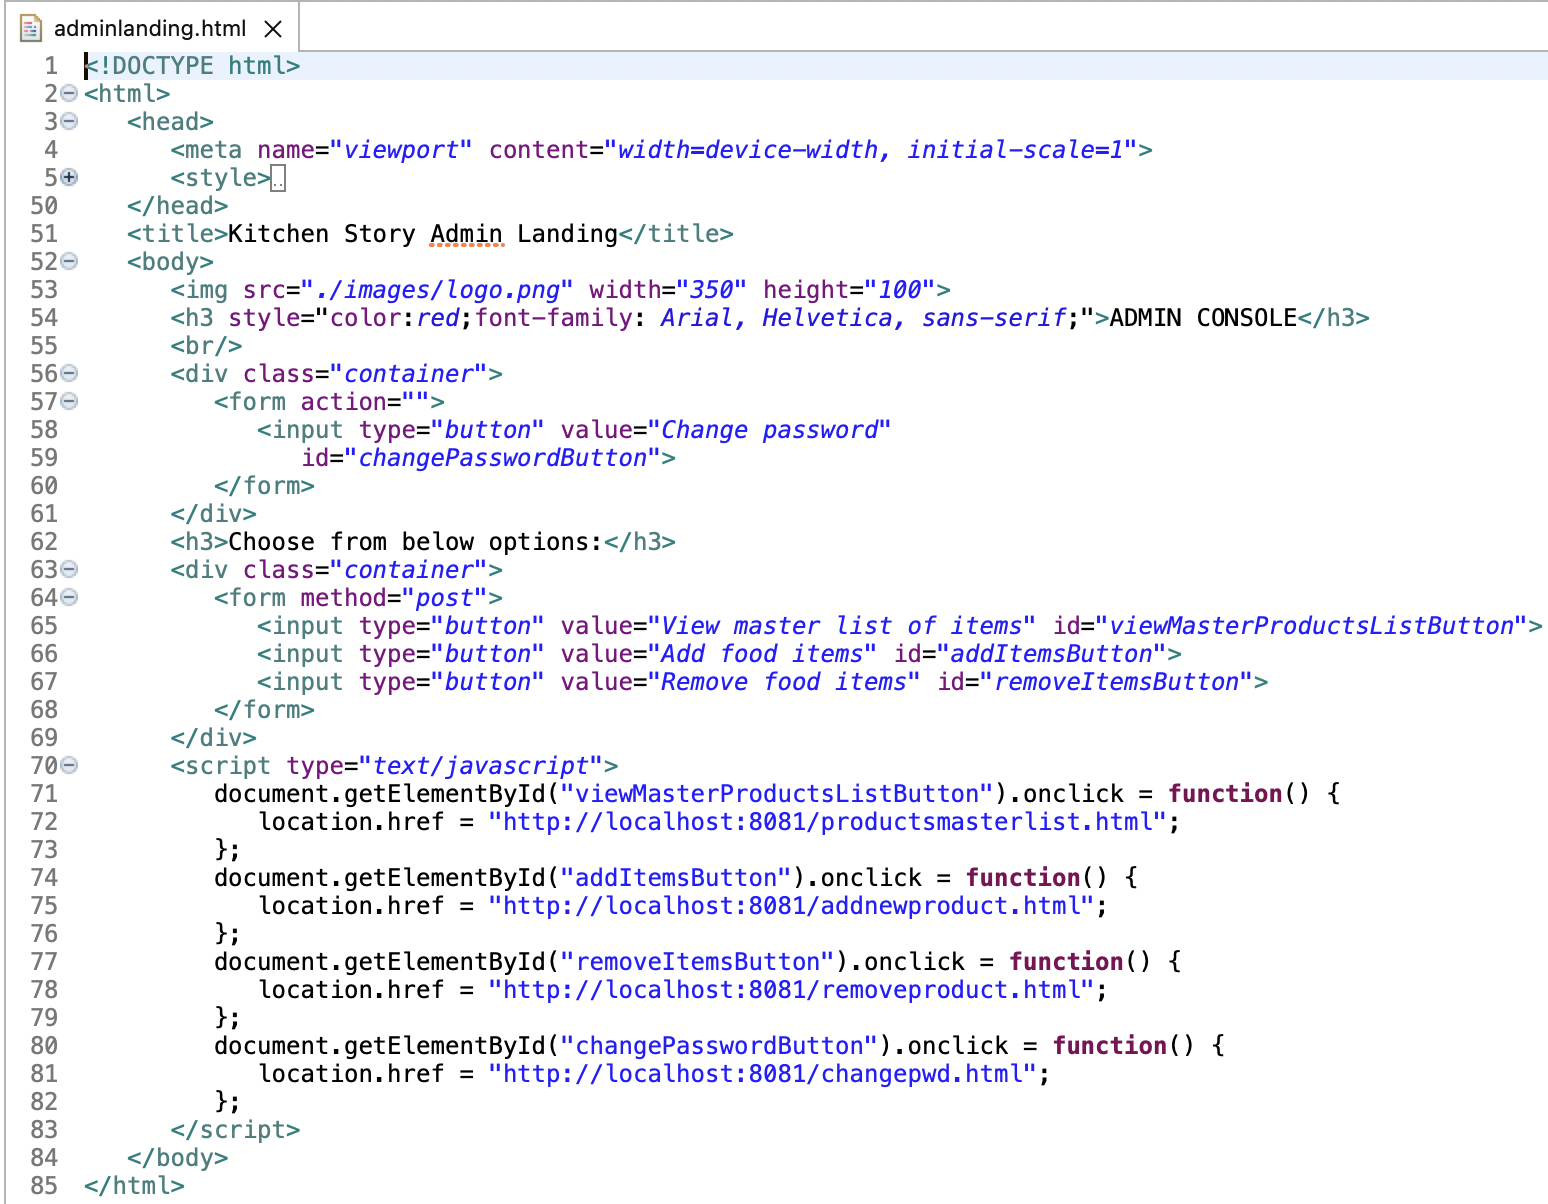 adminlanding.html
1 <!DOCTYPE html>
2 <html>
3 <head>
4 <meta name="viewport" content="width=device-width, initial-scale=1">
5 <style>..
50 </head>
51 <title>Kitchen Story Admin Landing</title>
52 <body>
53 <img src="./images/logo.png" width="350" height="100">
54 <h3 style="color:red;font-family: Arial, Helvetica, sans-serif;">ADMIN CONSOLE</h3>
55 <br/>
56 <div class="container">
57 <form action="">
58 <input type="button" value="Change password"
59 id="changePasswordButton">
60 </form>
61 </div>
62 <h3>Choose from below options:</h3>
63 <div class="container">
64 <form method="post">
65 <input type="button" value="View master list of items" id="viewMasterProductsListButton">
66 <input type="button" value="Add food items" id="addItemsButton">
67 <input type="button" value="Remove food items" id="removeItemsButton">
68 </form>
69 </div>
70 <script type="text/javascript">
71 document.getElementById("viewMasterProductsListButton").onclick = function() {
72 location.href = "http://localhost:8081/productsmasterlist.html";
73 };
74 document.getElementById("addItemsButton").onclick = function() {
75 location.href = "http://localhost:8081/addnewproduct.html";
76 };
77 document.getElementById("removeItemsButton").onclick = function() {
78 location.href = "http://localhost:8081/removeproduct.html";
79 };
80 document.getElementById("changePasswordButton").onclick = function() {
81 location.href = "http://localhost:8081/changepwd.html";
82 };
83 </script>
84 </body>
85 </html>